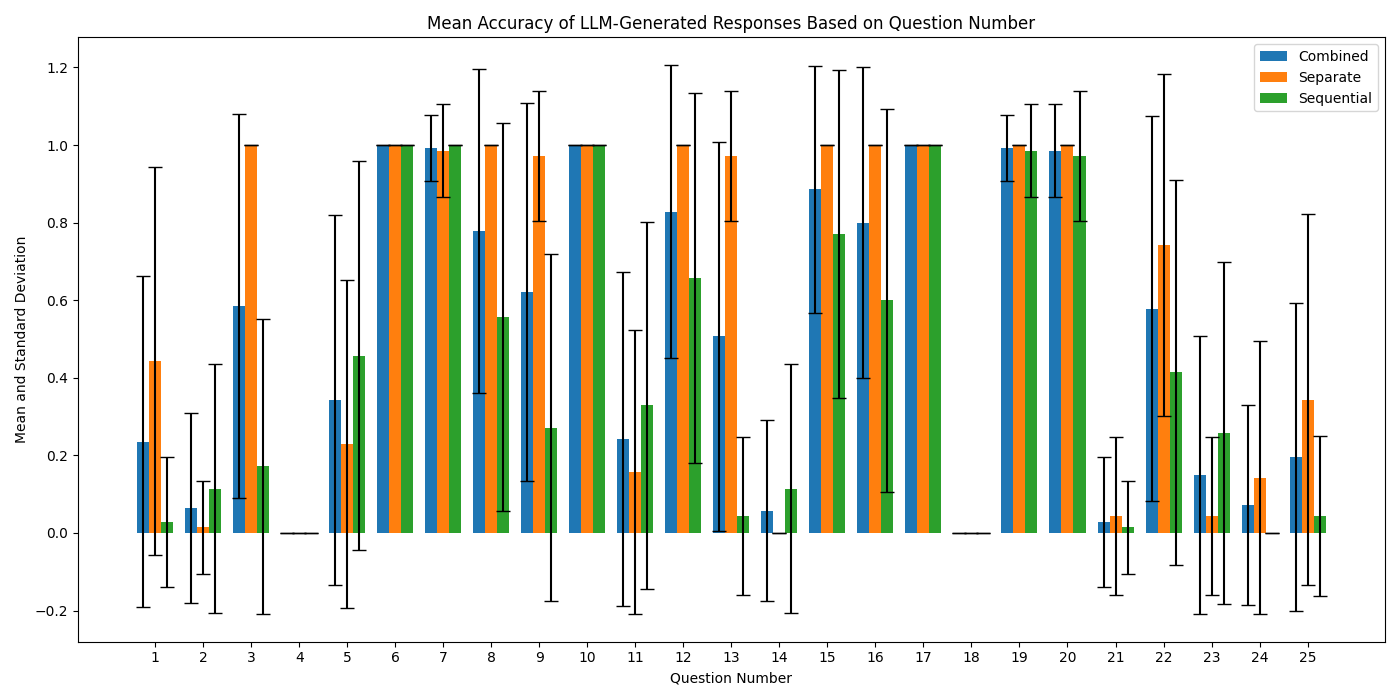 Mean Accuracy of LLM-Generated Responses Based on Question Number
Combined
Separate
Sequential
Mean and Standard Deviation
1.2
1.0
0.8
0.6
0.4
0.2
0.0
−0.2
1 2 3 4 5 6 7 8 9 10 11 12 13 14 15 16 17 18 19 20 21 22 23 24 25
Question Number